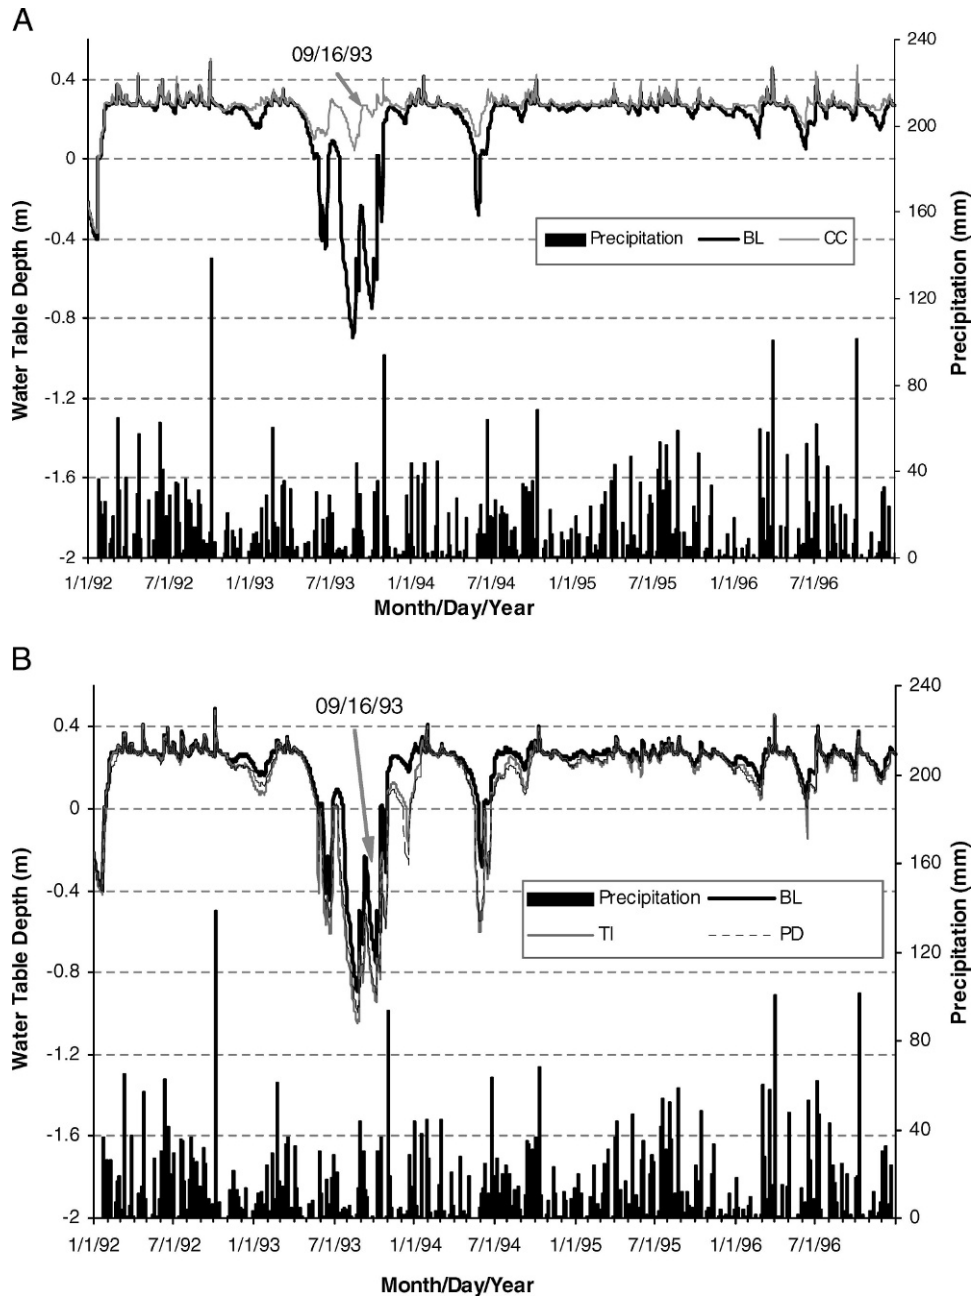 A
09/16/93
240
0.4
200
0
160
-0.4
Precipitation BL CC
120
-0.8
80
-1.2
40
-1.6
0
-2
Water Table Depth (m)
Precipitation (mm)
1/1/92 7/1/92 1/1/93 7/1/93 1/1/94 7/1/94 1/1/95 7/1/95 1/1/96 7/1/96
Month/Day/Year
B
09/16/93
240
0.4
200
0
160
-0.4
Precipitation BL
TI PD
120
-0.8
80
-1.2
40
-1.6
0
-2
Water Table Depth (m)
Precipitation (mm)
1/1/92 7/1/92 1/1/93 7/1/93 1/1/94 7/1/94 1/1/95 7/1/95 1/1/96 7/1/96
Month/Day/Year